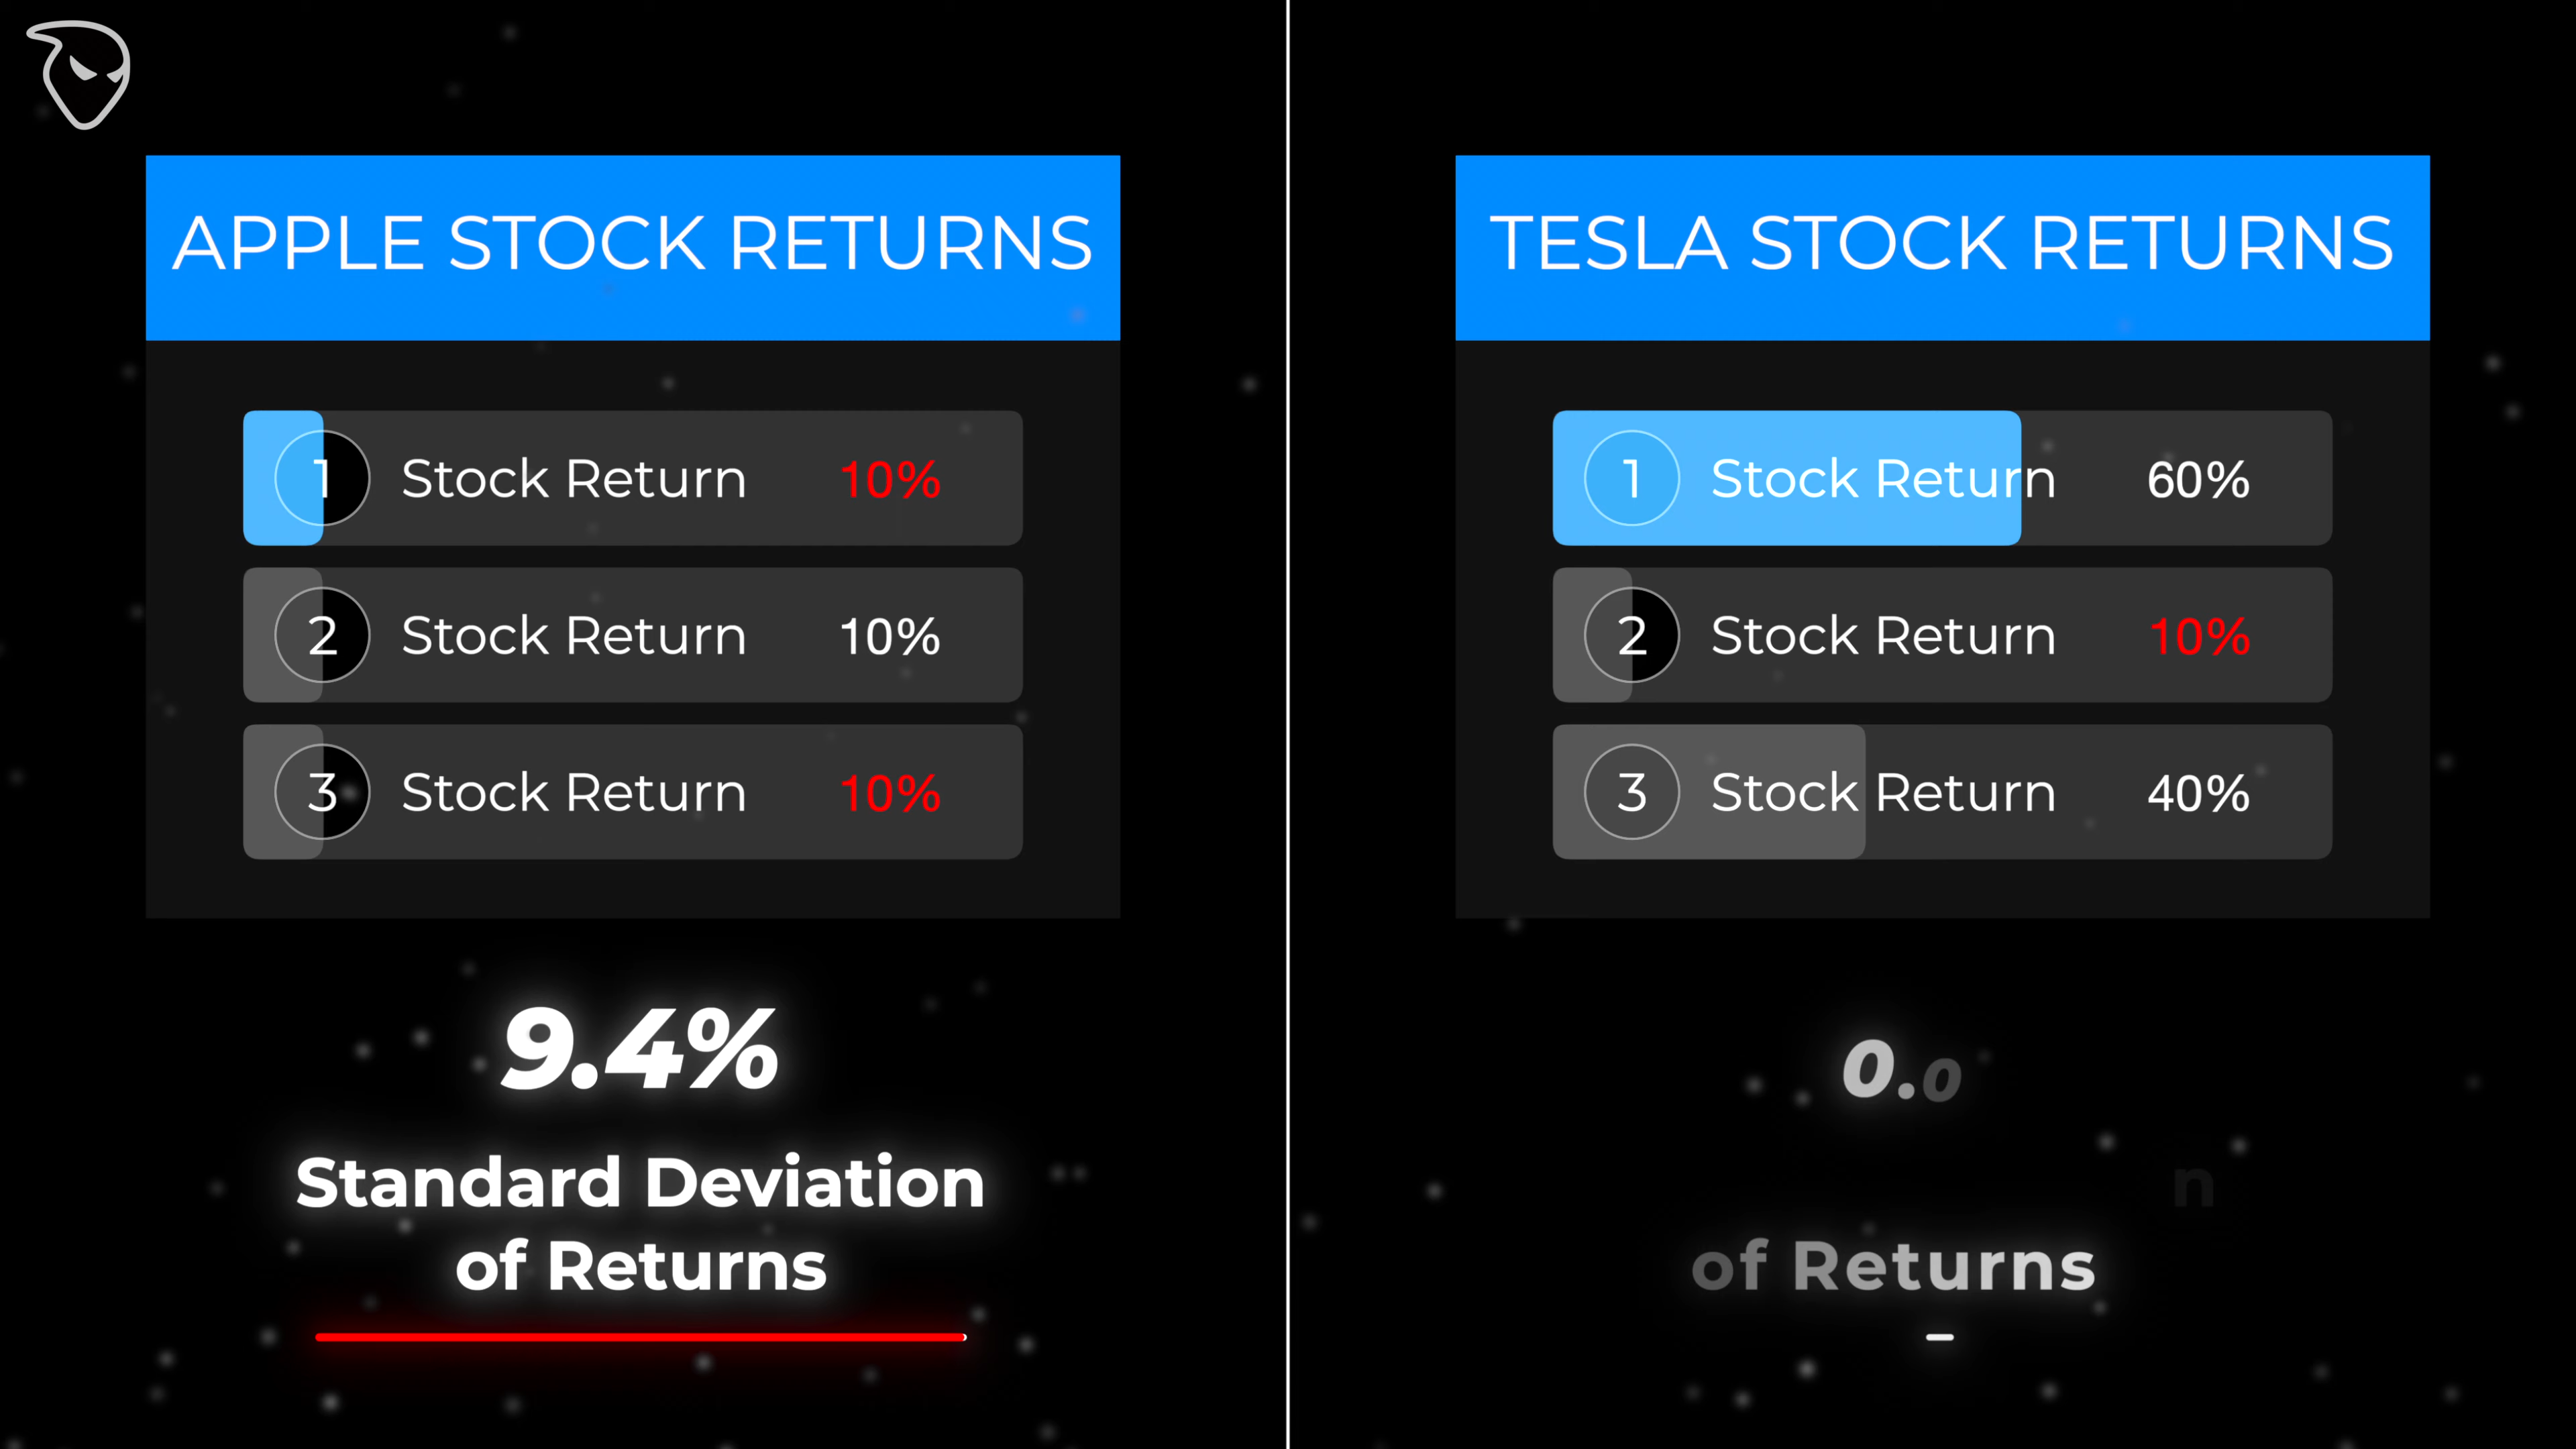 APPLE STOCK RETURNS
1 Stock Return 10%
2 Stock Return 10%
3 Stock Return 10%
9.4%
Standard Deviation
of Returns
TESLA STOCK RETURNS
1 Stock Return 60%
2 Stock Return 10%
3 Stock Return 40%
0.0
n
of Returns